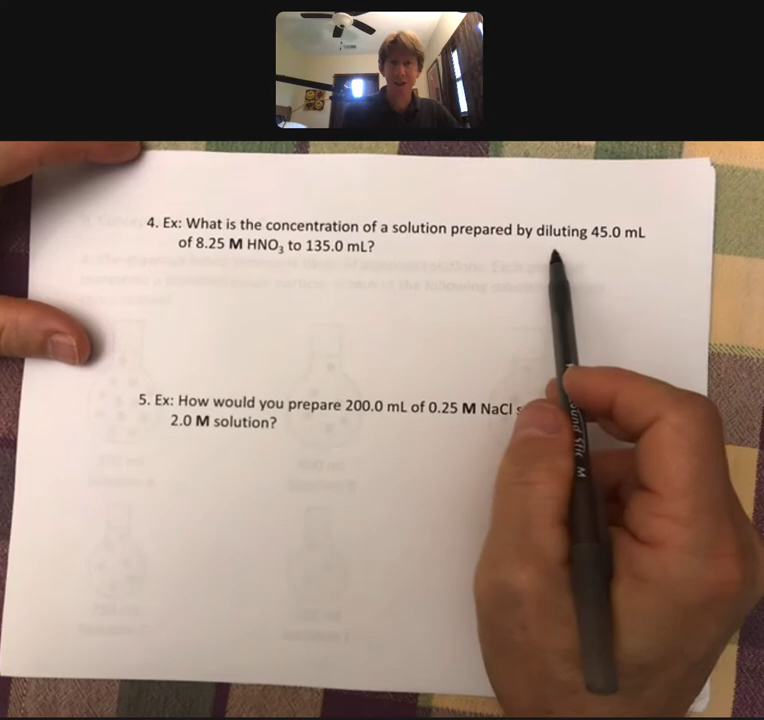 4. Ex: What is the concentration of a solution prepared by diluting 45.0 mL
of 8.25 M HNO₃ to 135.0 mL?
5. Ex: How would you prepare 200.0 mL of 0.25 M NaCl
2.0 M solution?
Round Stic M